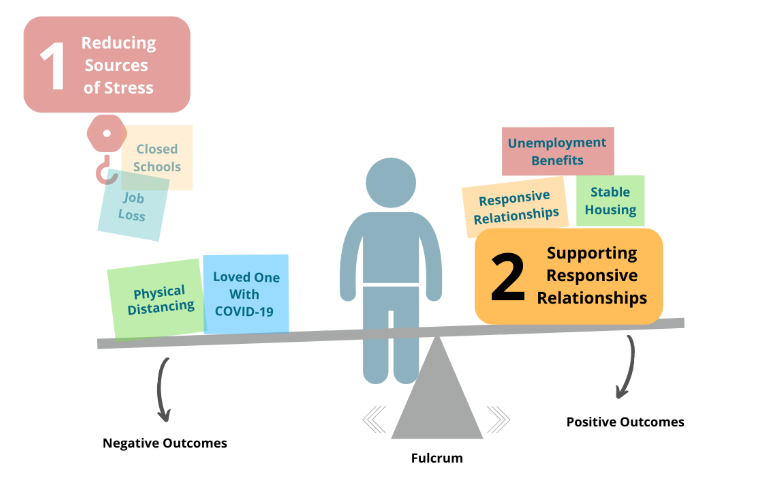 1
Reducing
Sources
of Stress
Closed
Schools
Job
Loss
Physical
Distancing
Loved One
With
COVID-19
Unemployment
Benefits
Responsive
Relationships
Stable
Housing
2
Supporting
Responsive
Relationships
Negative Outcomes
Fulcrum
Positive Outcomes